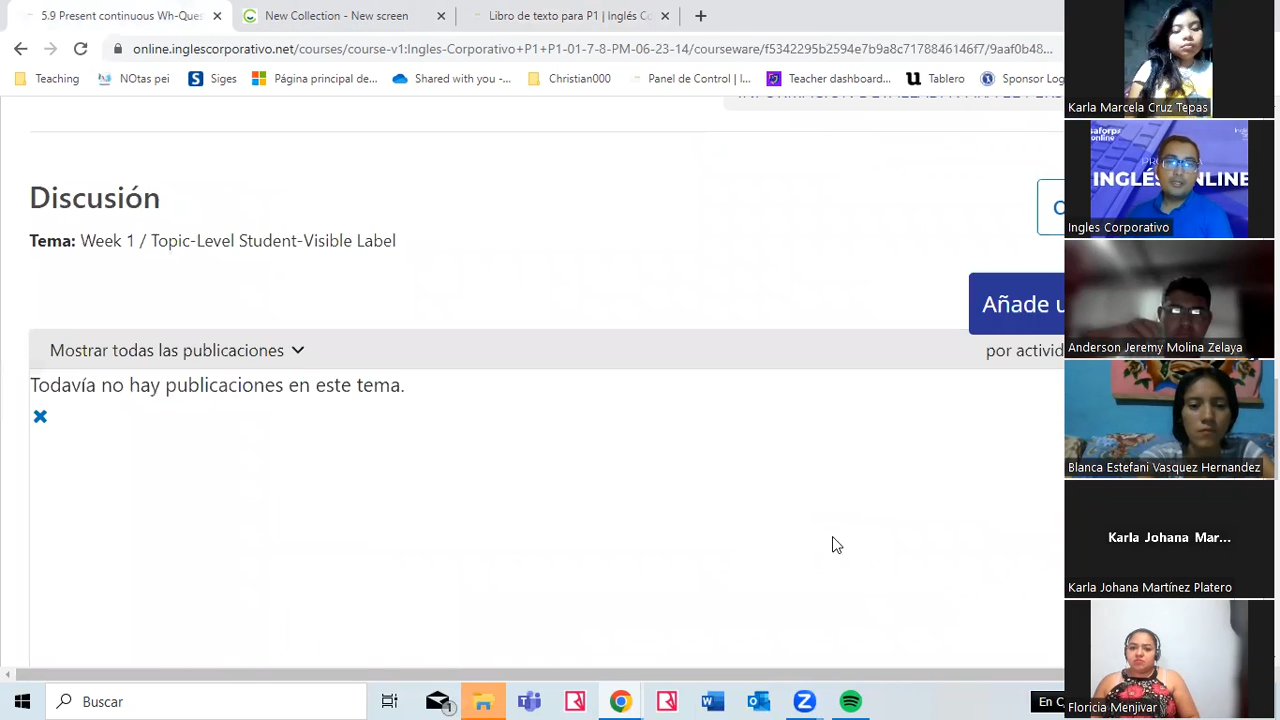 5.9 Present continuous Wh-Ques
New Collection - New screen
Libro de texto para P1 | Inglés Co
online.inglescorporativo.net/courses/course-v1:Ingles-Corporativo+P1+P1-01-7-8-PM-06-23-14/courseware/f5342295b2594e7b9a8c7178846146f7/9aaf0b48...
Teaching
NOtas pei
Siges
Página principal de...
Shared with you -...
Christian000
Panel de Control | I...
Teacher dashboard...
Tablero
Sponsor Log
Discusión
Tema: Week 1 / Topic-Level Student-Visible Label
Añade u
Mostrar todas las publicaciones
por activid
Todavía no hay publicaciones en este tema.
Buscar
Karla Marcela Cruz Tepas
saforp
online
INGLÉS ONLINE
Ingles Corporativo
Anderson Jeremy Molina Zelaya
Blanca Estefani Vasquez Hernandez
Karla Johana Mar...
Karla Johana Martínez Platero
Floricia Menjivar